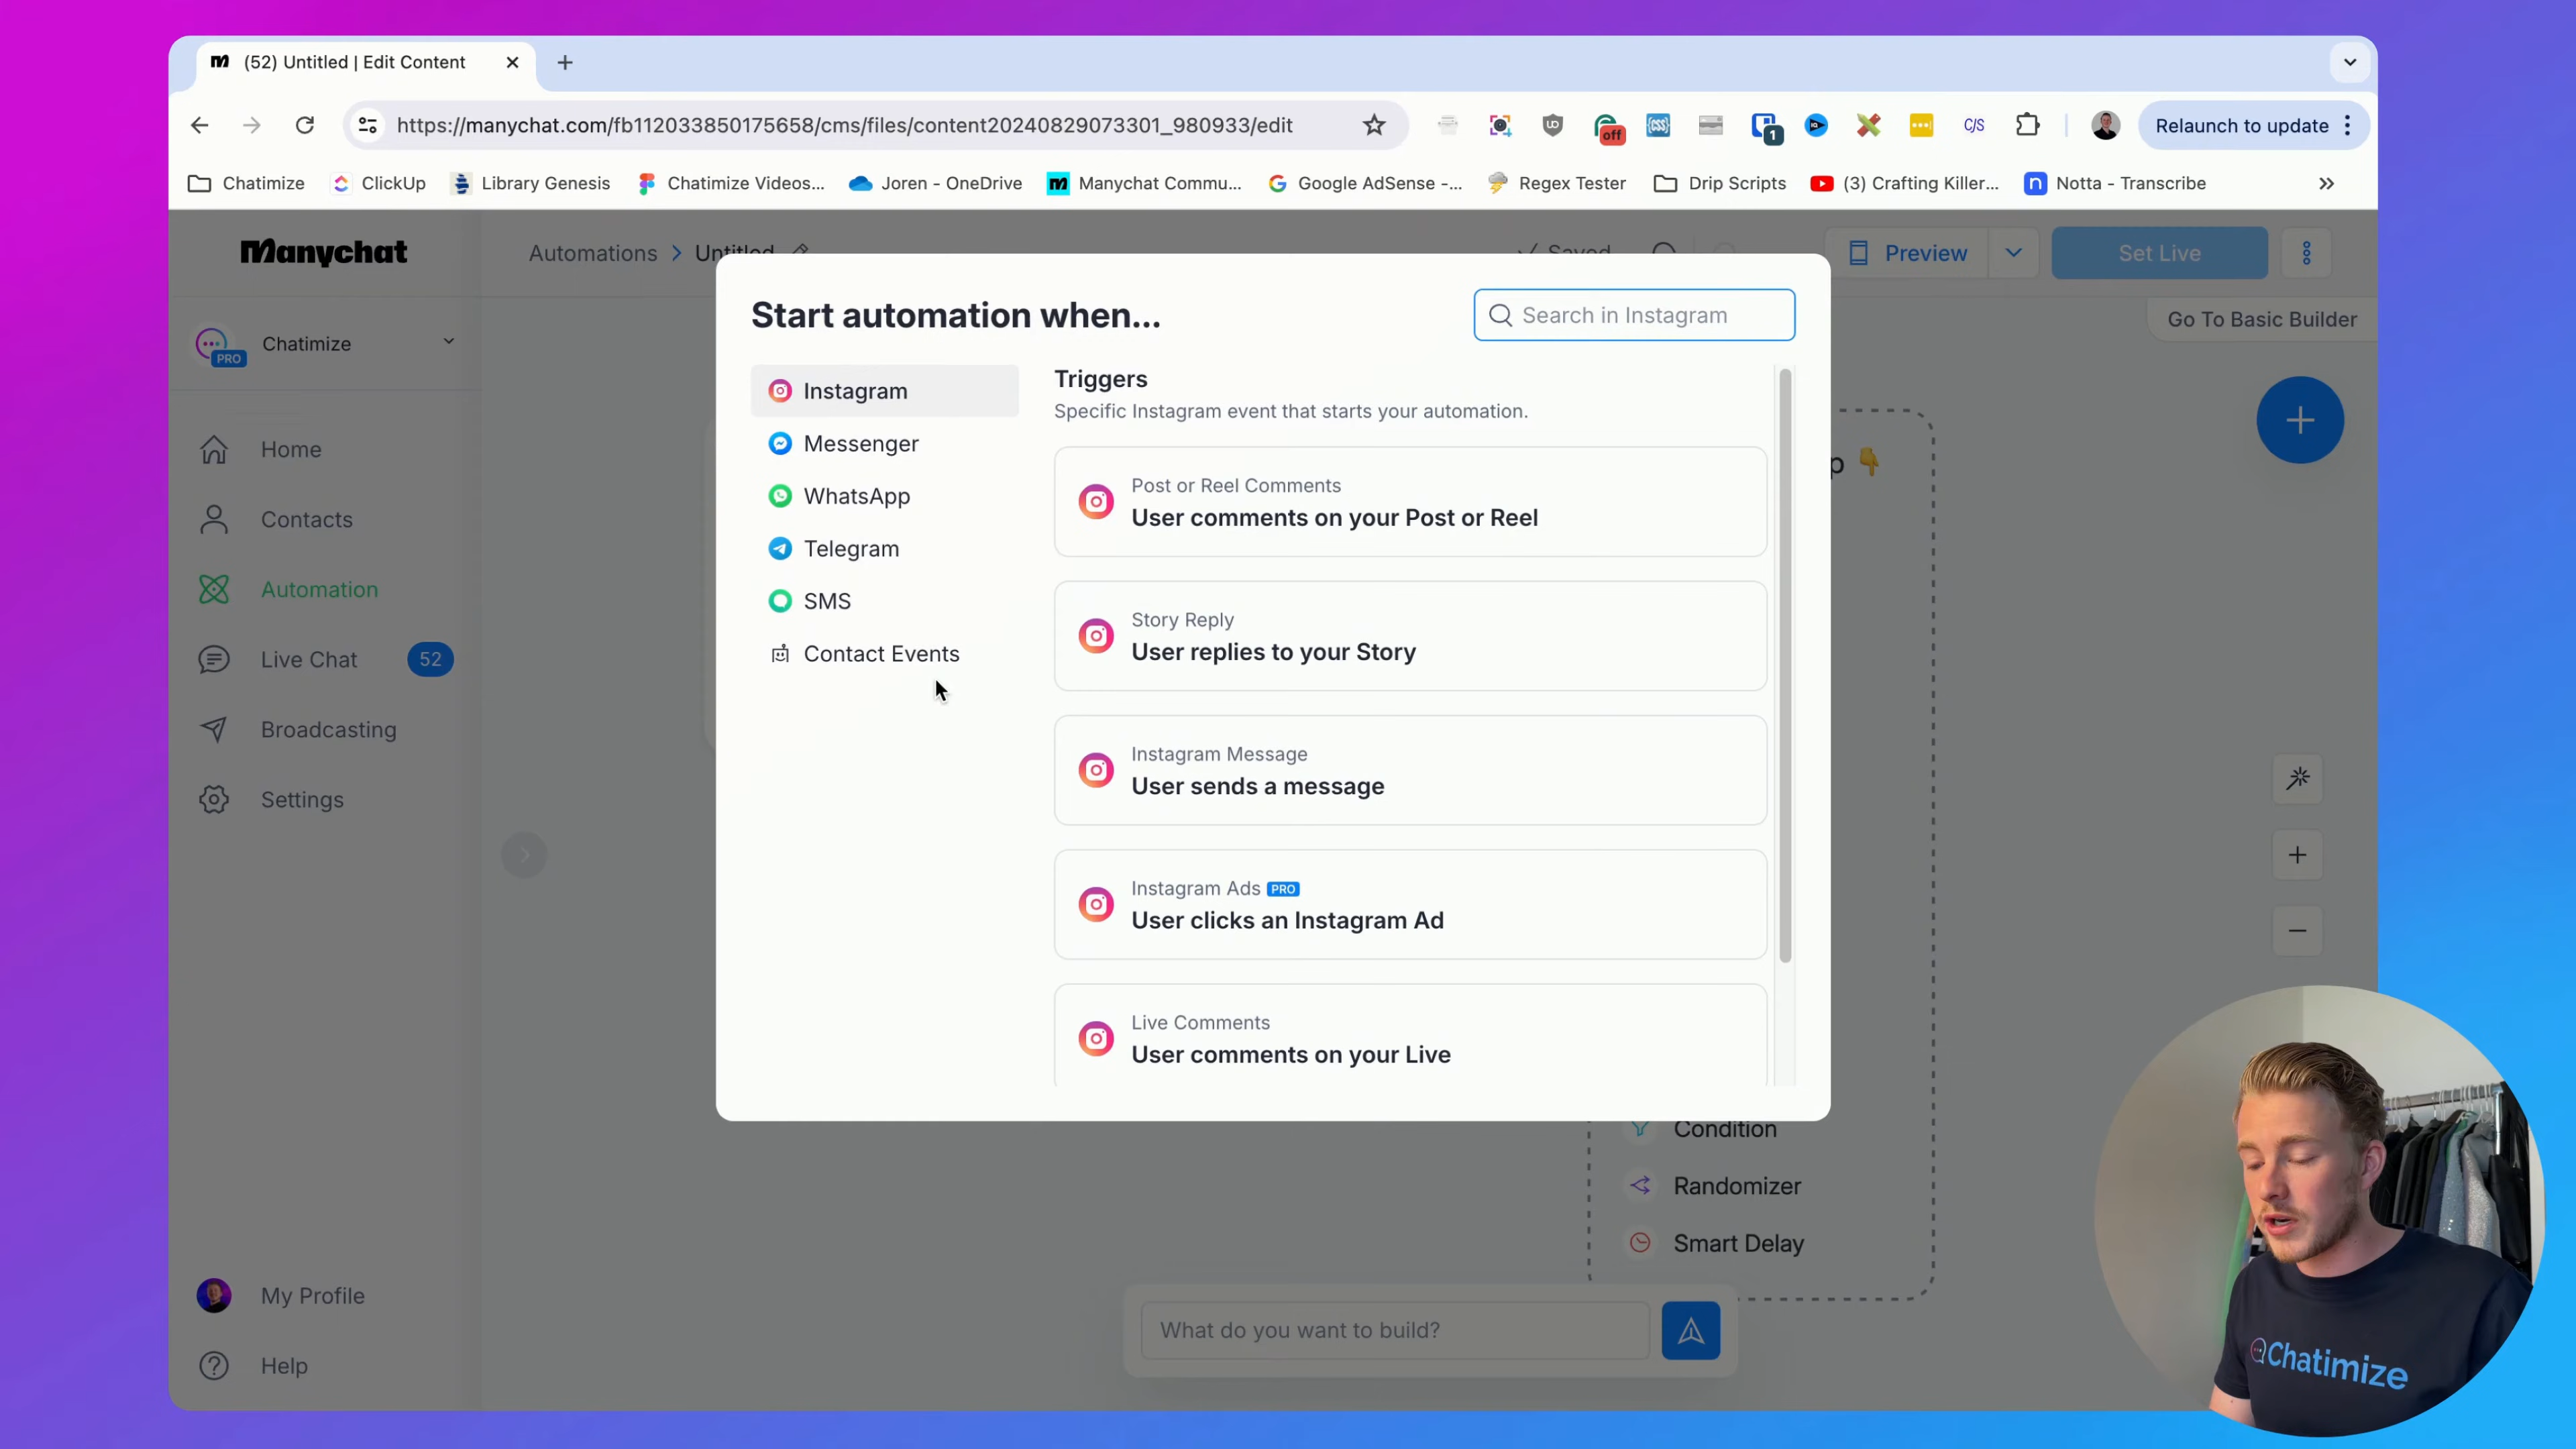 (52) Untitled | Edit Content
https://manychat.com/fb112033850175658/cms/files/content20240829073301_980933/edit
off
CSS
1
C/S
Relaunch to update
Chatimize
ClickUp
Library Genesis
Chatimize Videos...
Joren - OneDrive
Manychat Commu...
Google AdSense -...
Regex Tester
Drip Scripts
(3) Crafting Killer...
Notta - Transcribe
Manychat
Automations > Untitled
Saved
Preview
Set Live
Go To Basic Builder
PRO
Chatimize
Home
Contacts
Automation
Live Chat
52
Broadcasting
Settings
My Profile
Help
Start automation when...
Search in Instagram
Instagram
Messenger
WhatsApp
Telegram
SMS
Contact Events
Triggers
Specific Instagram event that starts your automation.
Post or Reel Comments
User comments on your Post or Reel
Story Reply
User replies to your Story
Instagram Message
User sends a message
Instagram Ads PRO
User clicks an Instagram Ad
Live Comments
User comments on your Live
p 👇
Condition
Randomizer
Smart Delay
What do you want to build?
Chatimize